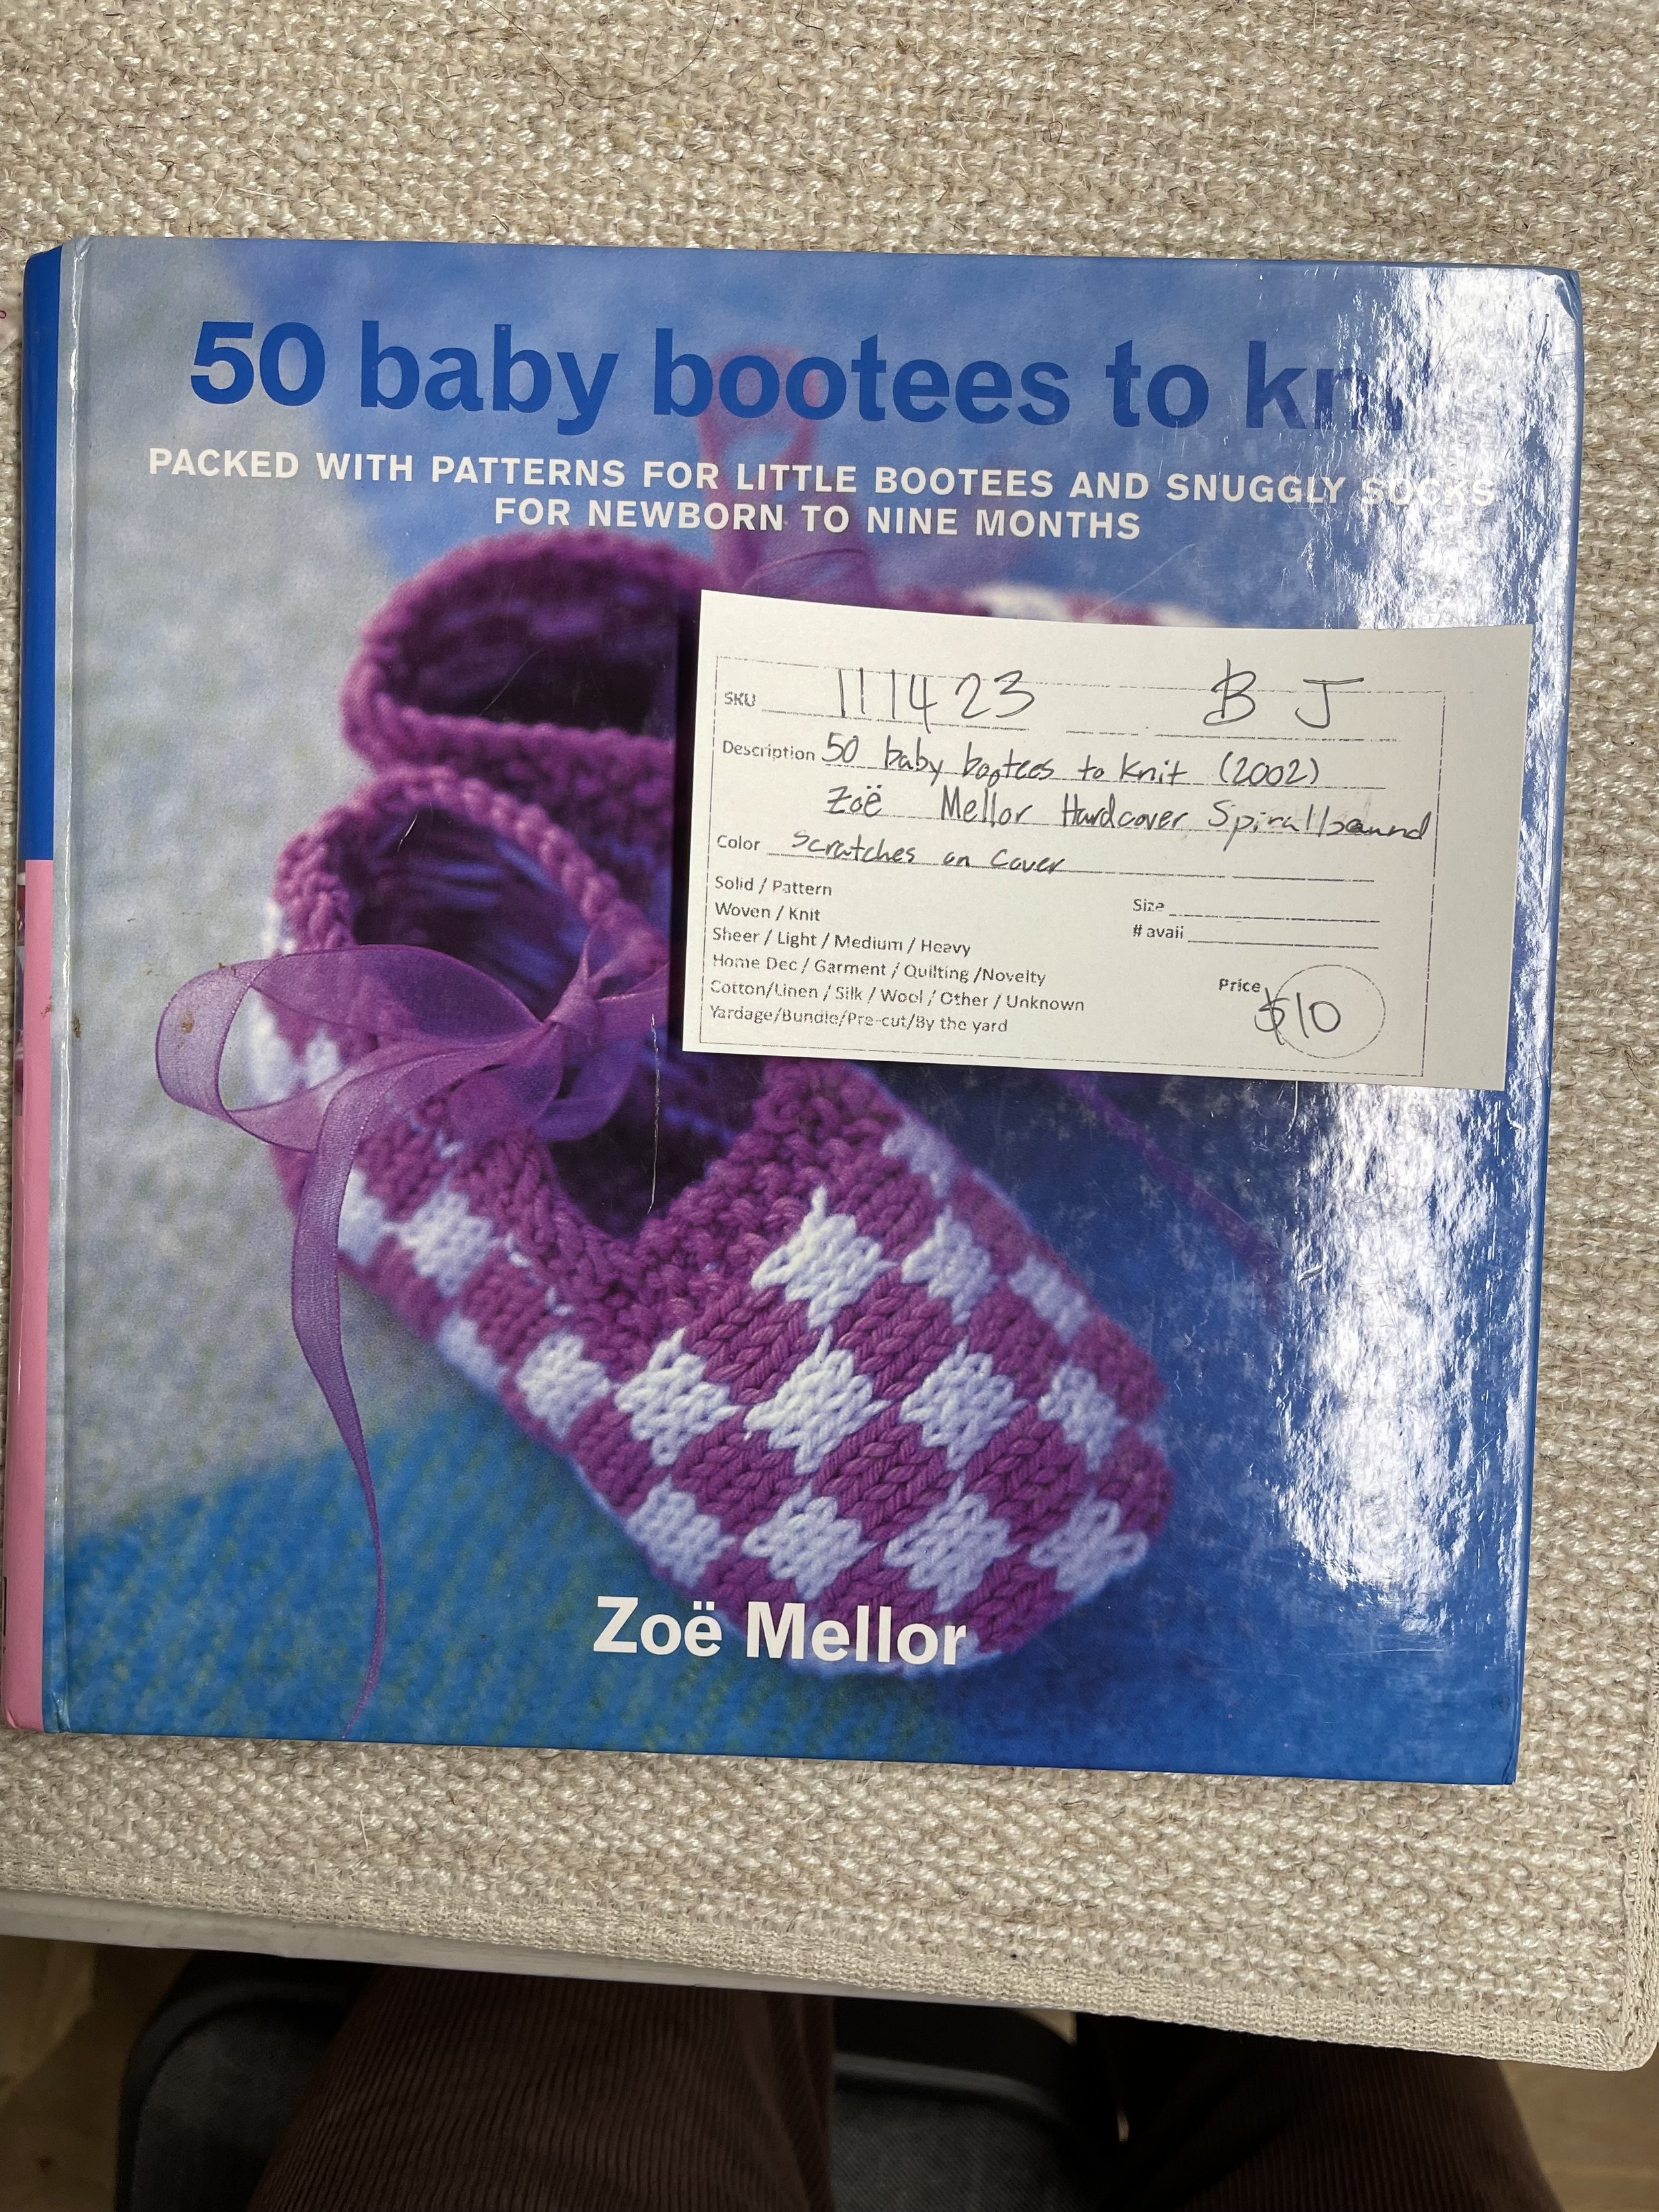 50 baby bootees to kni
PACKED WITH PATTERNS FOR LITTLE BOOTEES AND SNUGGLY SOCKS
FOR NEWBORN TO NINE MONTHS
SKU 111423 BJ
Description 50 baby bootees to knit (2002)
Zoë Mellor Hardcover Spiralbound
Color Scratches on Cover
Solid / Pattern
Woven / Knit
Sheer / Light / Medium / Heavy
Home Dec / Garment / Quilting /Novelty
Cotton/Linen / Silk / Wool / Other / Unknown
Yardage/Bundle/Pre-cut/By the yard
Size
# avail
Price $10
Zoë Mellor